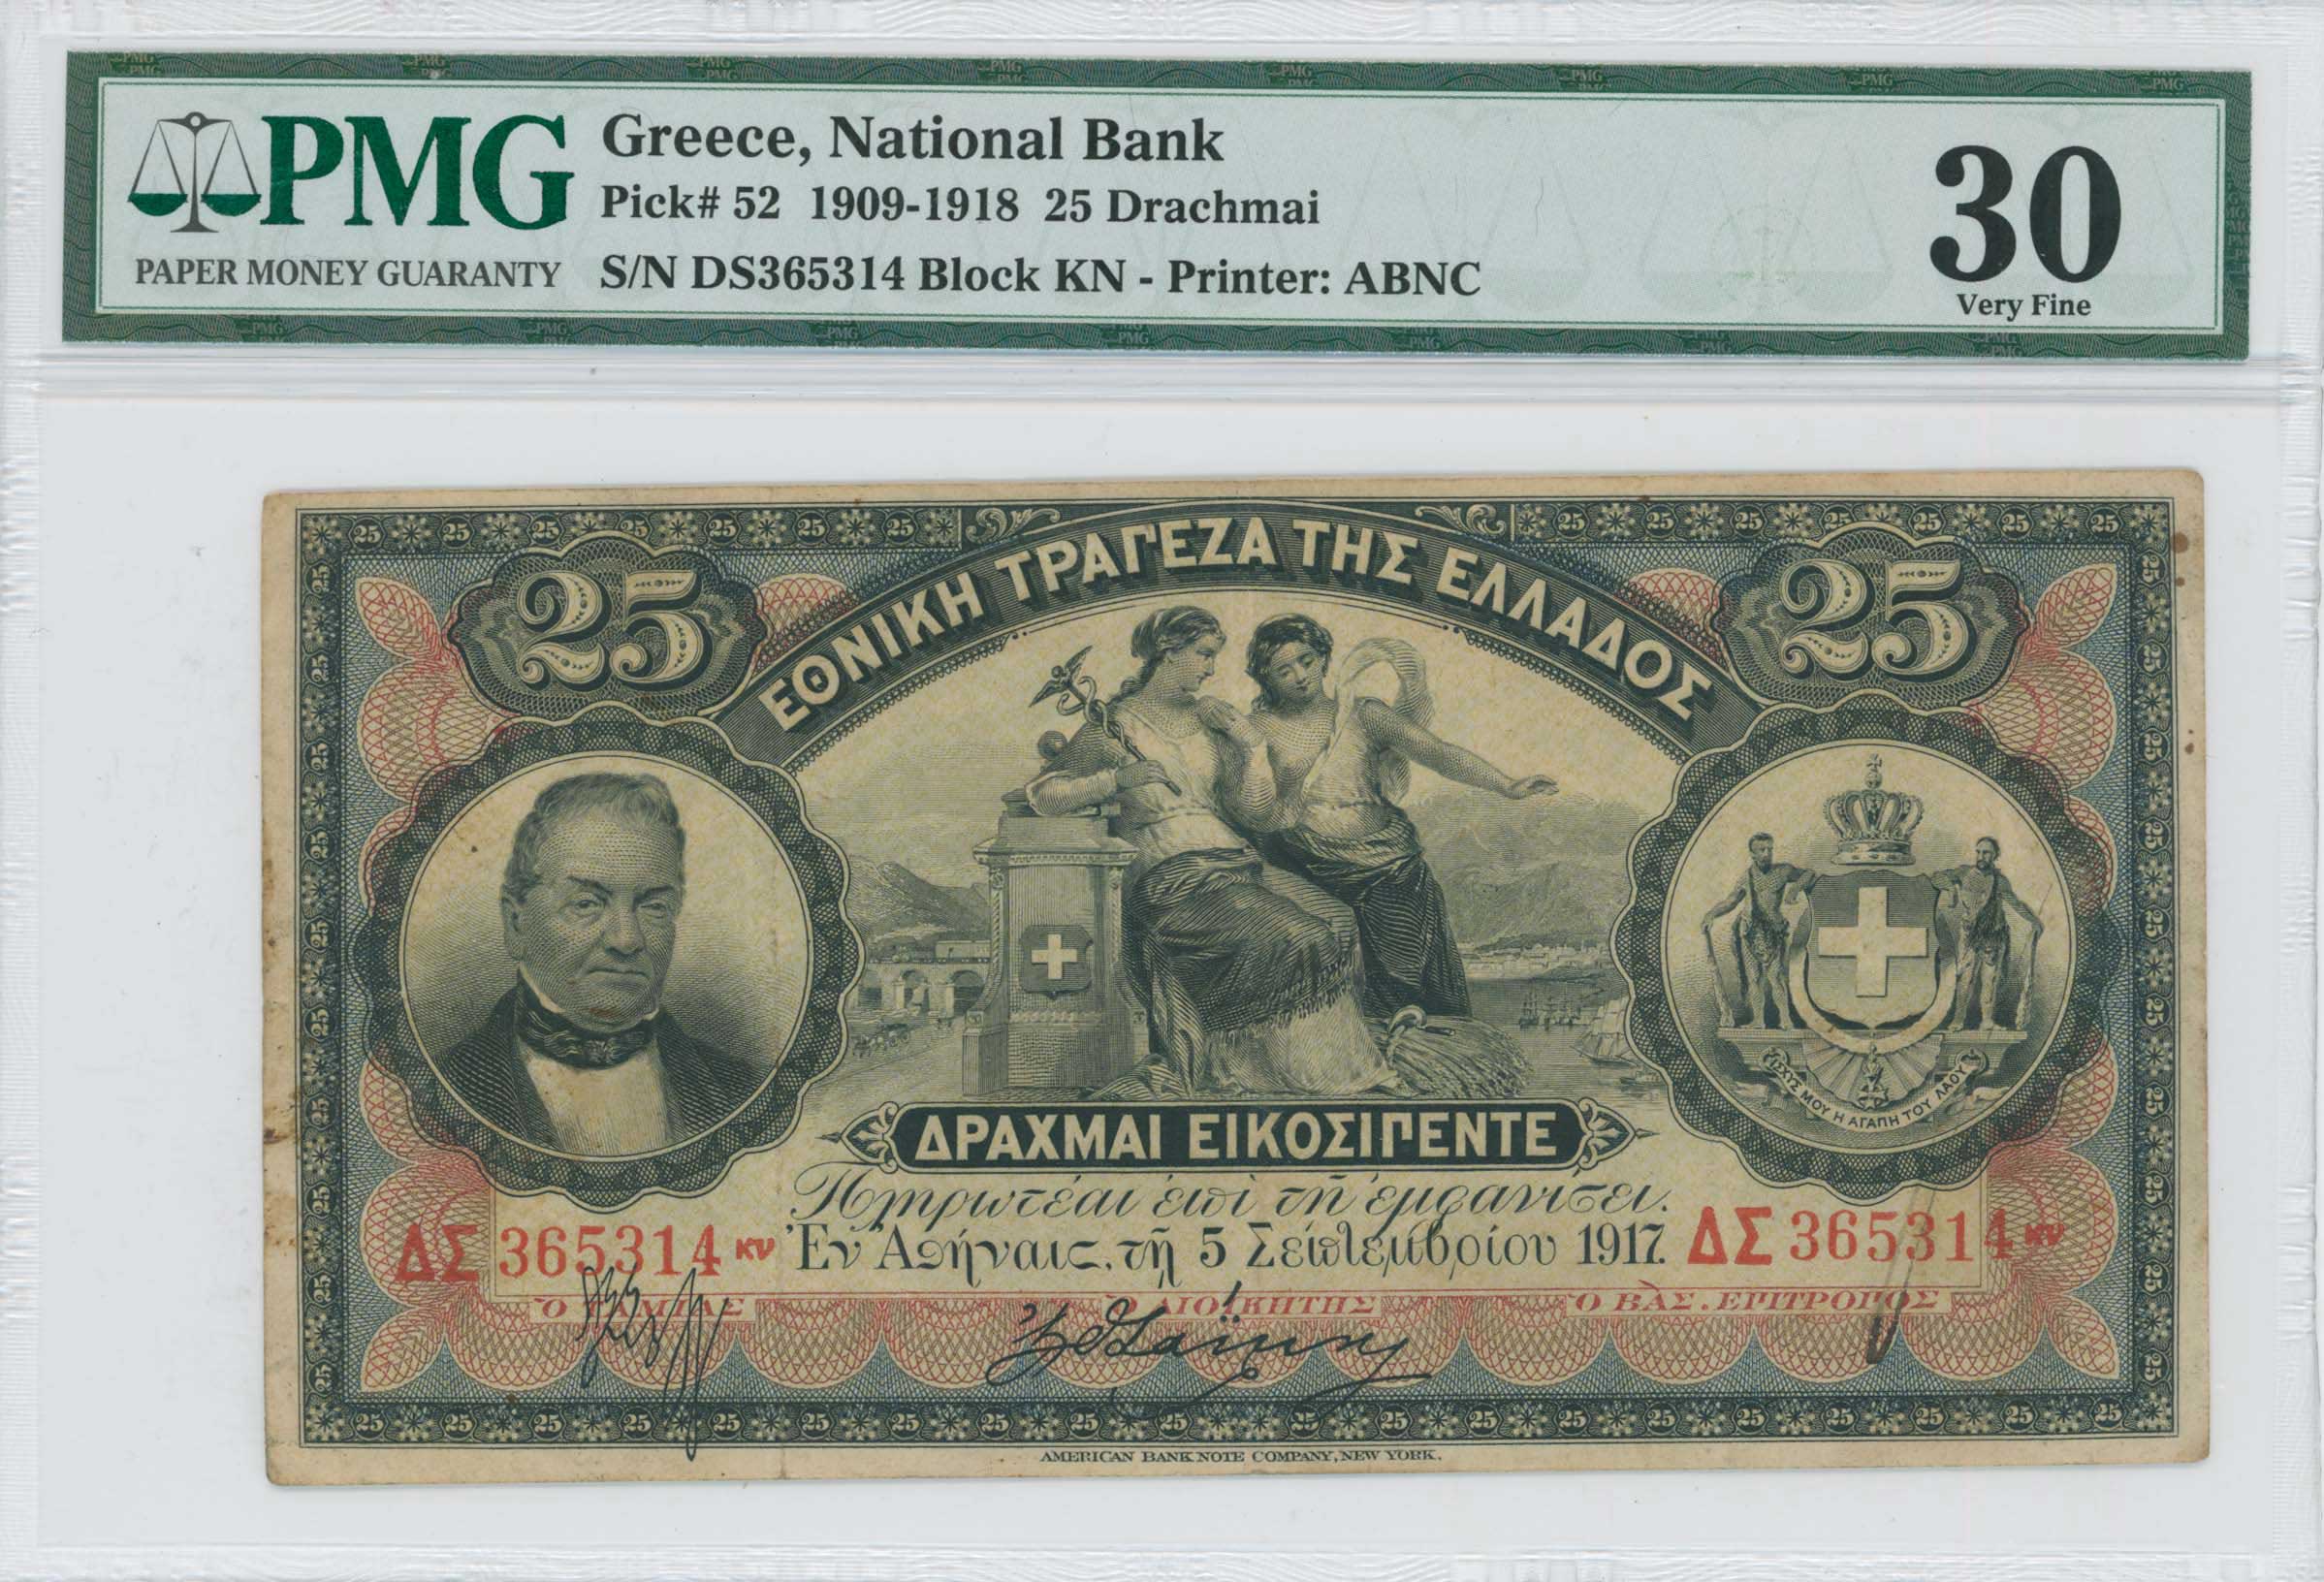 PMG
PAPER MONEY GUARANTY
Greece, National Bank
Pick# 52 1909-1918 25 Drachmai
S/N DS365314 Block KN - Printer: ABNC
30
Very Fine
25
ΕΘΝΙΚΗ ΤΡΑΠΕΖΑ ΤΗΣ ΕΛΛΑΔΟΣ
25
ΙΣΧΥΣ ΜΟΥ Η ΑΓΑΠΗ ΤΟΥ ΛΑΟΥ
ΔΡΑΧΜΑΙ ΕΙΚΟΣΙΠΕΝΤΕ
Πληρωτέαι ἐπὶ τῇ ἐμφανίσει.
ΔΣ 365314 κν
Ἐν Ἀθήναις, τῇ 5 Σεπτεμβρίου 1917.
ΔΣ 365314 κν
Ὁ ΤΑΜΙΑΣ
Ὁ ΔΙΟΙΚΗΤΗΣ
Ὁ ΒΑΣ. ΕΠΙΤΡΟΠΟΣ
AMERICAN BANK NOTE COMPANY, NEW YORK.